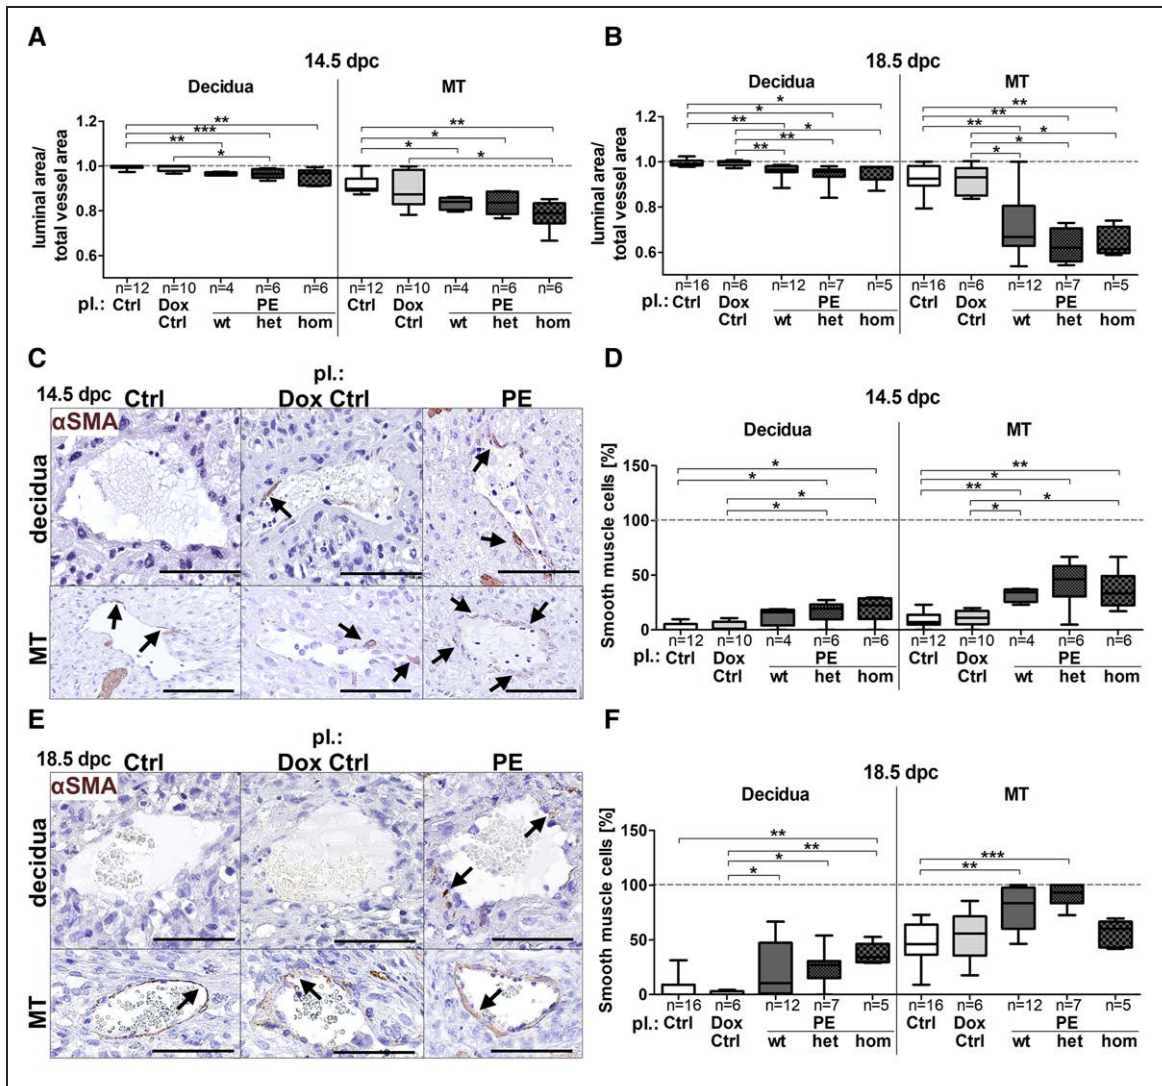 A
14.5 dpc
Decidua
MT
luminal area/
total vessel area
1.2
1.0
0.8
0.6
** 
***
**
*
**
*
*
*
n=12 n=10 n=4 n=6 n=6 n=12 n=10 n=4 n=6 n=6
pl.: Ctrl Dox Ctrl PE Ctrl Dox Ctrl PE
wt het hom wt het hom
B
18.5 dpc
Decidua
MT
luminal area/
total vessel area
1.2
1.0
0.8
0.6
*
*
**
*
**
**
**
**
**
*
*
*
n=16 n=6 n=12 n=7 n=5 n=16 n=6 n=12 n=7 n=5
pl.: Ctrl Dox Ctrl PE Ctrl Dox Ctrl PE
wt het hom wt het hom
C
pl.:
14.5 dpc Ctrl Dox Ctrl PE
αSMA
decidua
MT
D
14.5 dpc
Decidua
MT
Smooth muscle cells [%]
150
100
50
0
*
*
*
*
**
*
**
*
*
n=12 n=10 n=4 n=6 n=6 n=12 n=10 n=4 n=6 n=6
pl.: Ctrl Dox Ctrl PE Ctrl Dox Ctrl PE
wt het hom wt het hom
E
pl.:
18.5 dpc Ctrl Dox Ctrl PE
αSMA
decidua
MT
F
18.5 dpc
Decidua
MT
Smooth muscle cells [%]
150
100
50
0
**
**
*
*
***
**
n=16 n=6 n=12 n=7 n=5 n=16 n=6 n=12 n=7 n=5
pl.: Ctrl Dox Ctrl PE Ctrl Dox Ctrl PE
wt het hom wt het hom